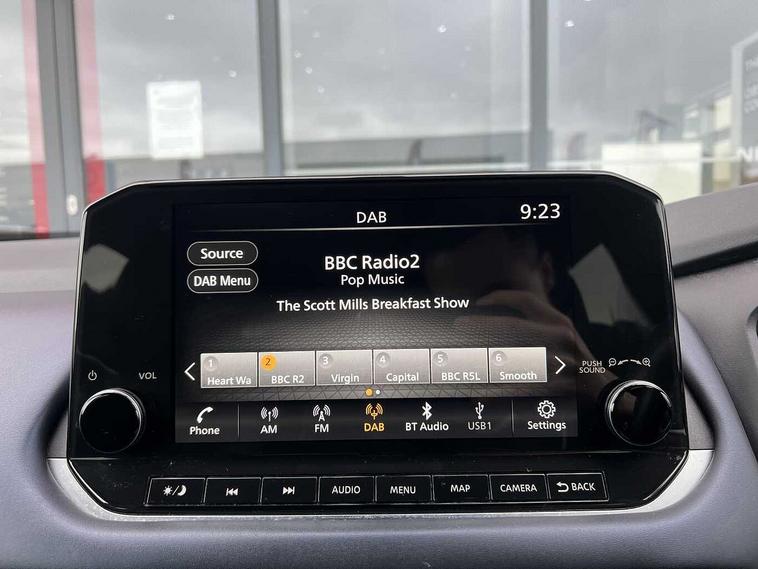 DAB
9:23
Source
DAB Menu
BBC Radio2
Pop Music
The Scott Mills Breakfast Show
1
Heart Wa
2
BBC R2
3
Virgin
4
Capital
5
BBC R5L
6
Smooth
VOL
PUSH
SOUND
Phone
AM
FM
DAB
BT Audio
USB1
Settings
AUDIO
MENU
MAP
CAMERA
BACK